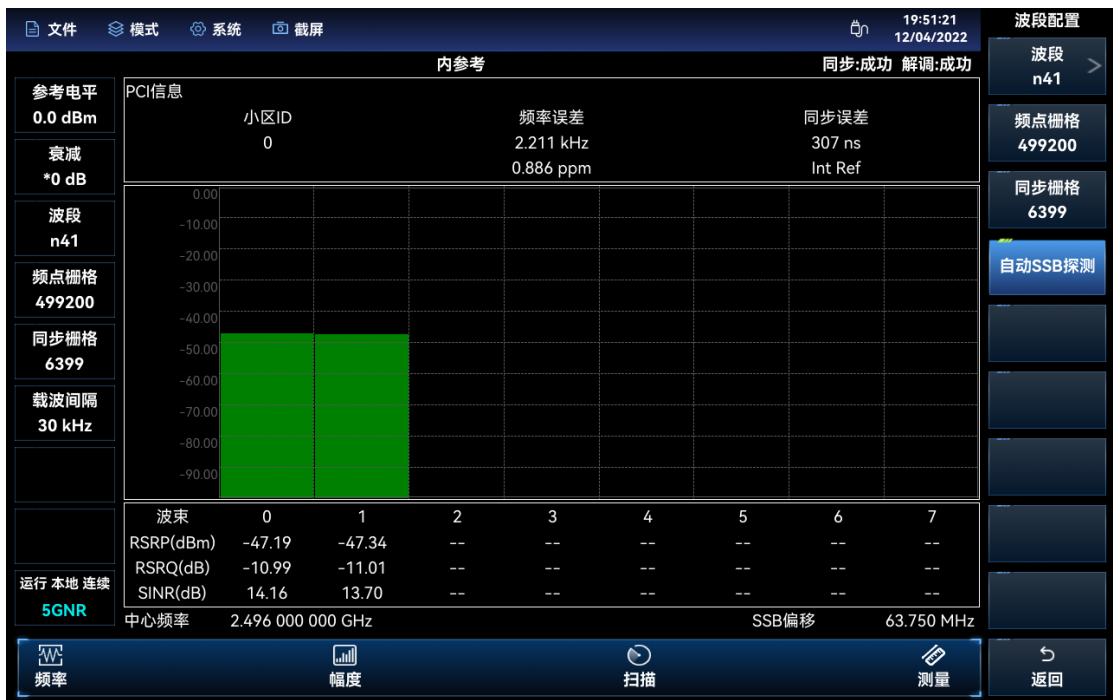 文件 模式 系统 截屏 19:51:21
12/04/2022
波段配置
内参考 同步:成功 解调:成功
波段
n41
频点栅格
499200
同步栅格
6399
自动SSB探测
返回
参考电平
0.0 dBm
衰减
*0 dB
波段
n41
频点栅格
499200
同步栅格
6399
载波间隔
30 kHz
运行 本地 连续
5GNR
PCI信息
小区ID 频率误差 同步误差
0 2.211 kHz 307 ns
0.886 ppm Int Ref
0.00
-10.00
-20.00
-30.00
-40.00
-50.00
-60.00
-70.00
-80.00
-90.00
波束 0 1 2 3 4 5 6 7
RSRP(dBm) -47.19 -47.34 -- -- -- -- -- --
RSRQ(dB) -10.99 -11.01 -- -- -- -- -- --
SINR(dB) 14.16 13.70 -- -- -- -- -- --
中心频率 2.496 000 000 GHz SSB偏移 63.750 MHz
频率 幅度 扫描 测量